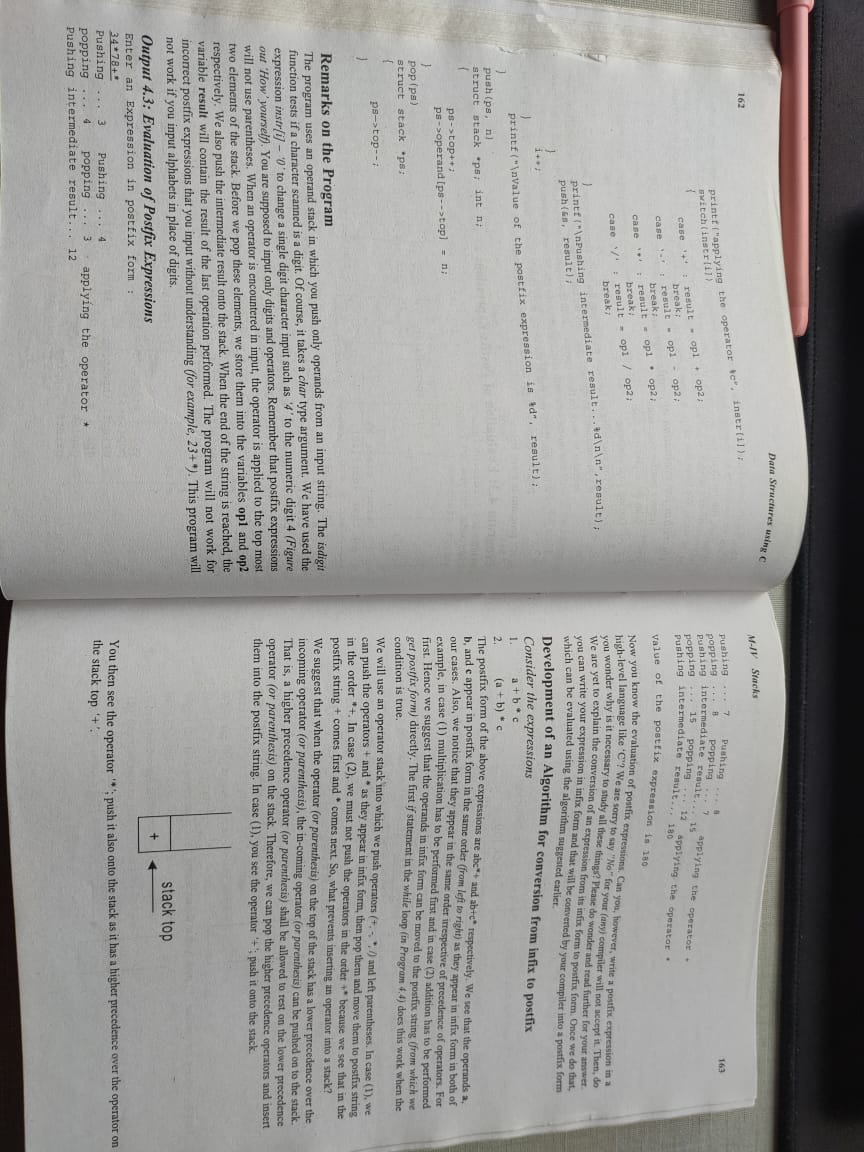 162
Data Structures using C
printf("applying the operator %c", instr[i]);
switch(instr[i])
{
case '+' : result = op1 + op2;
break;
case '-' : result = op1 - op2;
break;
case '*' : result = op1 * op2;
break;
case '/' : result = op1 / op2;
break;
}
printf("\nPushing intermediate result...%d\n\n", result);
push(&s, result);
}
i++;
}
printf("\nValue of the postfix expression is %d", result);
}
push(ps, n)
struct stack *ps; int n;
{
ps->top++;
ps->operand[ps-->top] = n;
}
pop(ps)
struct stack *ps;
{
ps—>top--;
}
Remarks on the Program
The program uses an operand stack in which you push only operands from an input string. The isdigit
function tests if a character scanned is a digit. Of course, it takes a char type argument. We have used the
expression instr[i] – '0' to change a single digit character input such as '4' to the numeric digit 4 (Figure
out 'How' yourself). You are supposed to input only digits and operators. Remember that postfix expressions
will not use parentheses. When an operator is encountered in input, the operator is applied to the top most
two elements of the stack. Before we pop these elements, we store them into the variables op1 and op2
respectively. We also push the intermediate result onto the stack. When the end of the string is reached, the
variable result will contain the result of the last operation performed. The program will not work for
incorrect postfix expressions that you input without understanding (for example, 23+*). This program will
not work if you input alphabets in place of digits.
Output 4.3: Evaluation of Postfix Expressions
Enter an Expression in postfix form :
34*78+*
Pushing ... 3 Pushing ... 4
popping ... 4 popping ... 3 applying the operator *
Pushing intermediate result... 12
M-IV Stacks
163
Pushing ... 7 Pushing ... 8
popping ... 8 popping ... 7 applying the operator +
Pushing intermediate result... 15
popping ... 15 popping ... 12 applying the operator *
Pushing intermediate result... 180
Value of the postfix expression is 180
Now you know the evaluation of postfix expressions. Can you, however, write a postfix expression in a
high-level language like 'C'? We are sorry to say "No" for your (any) compiler will not accept it. Then, do
you wonder why is it necessary to study all these things? Please do wonder and read further for your answer.
We are yet to explain the conversion of an expression from its infix form to postfix form. Once we do that,
you can write your expression in infix form and that will be converted by your compiler into a postfix form
which can be evaluated using the algorithm suggested earlier.
Development of an Algorithm for conversion from infix to postfix
Consider the expressions
1. a + b * c
2. (a + b) * c
The postfix form of the above expressions are abc*+ and ab+c* respectively. We see that the operands a,
b, and c appear in postfix form in the same order (from left to right) as they appear in infix form in both of
our cases. Also, we notice that they appear in the same order irrespective of precedence of operators. For
example, in case (1) multiplication has to be performed first and in case (2) addition has to be performed
first. Hence we suggest that the operands in infix form can be moved to the postfix string (from which we
get postfix form) directly. The first if statement in the while loop (in Program 4.4) does this work when the
condition is true.
We will use an operator stack into which we push operators (+, -, *, /) and left parentheses. In case (1), we
can push the operators + and * as they appear in infix form, then pop them and move them to postfix string
in the order *+. In case (2), we must not push the operators in the order +* because we see that in the
postfix string + comes first and * comes next. So, what prevents inserting an operator into a stack?
We suggest that when the operator (or parenthesis) on the top of the stack has a lower precedence over the
incoming operator (or parenthesis), the in-coming operator (or parenthesis) can be pushed on to the stack.
That is, a higher precedence operator (or parenthesis) shall be allowed to rest on the lower precedence
operator (or parenthesis) on the stack. Therefore, we can pop the higher precedence operators and insert
them into the postfix string. In case (1), you see the operator '+'; push it onto the stack.
+
stack top
You then see the operator '*'; push it also onto the stack as it has a higher precedence over the operator on
the stack top '+'.